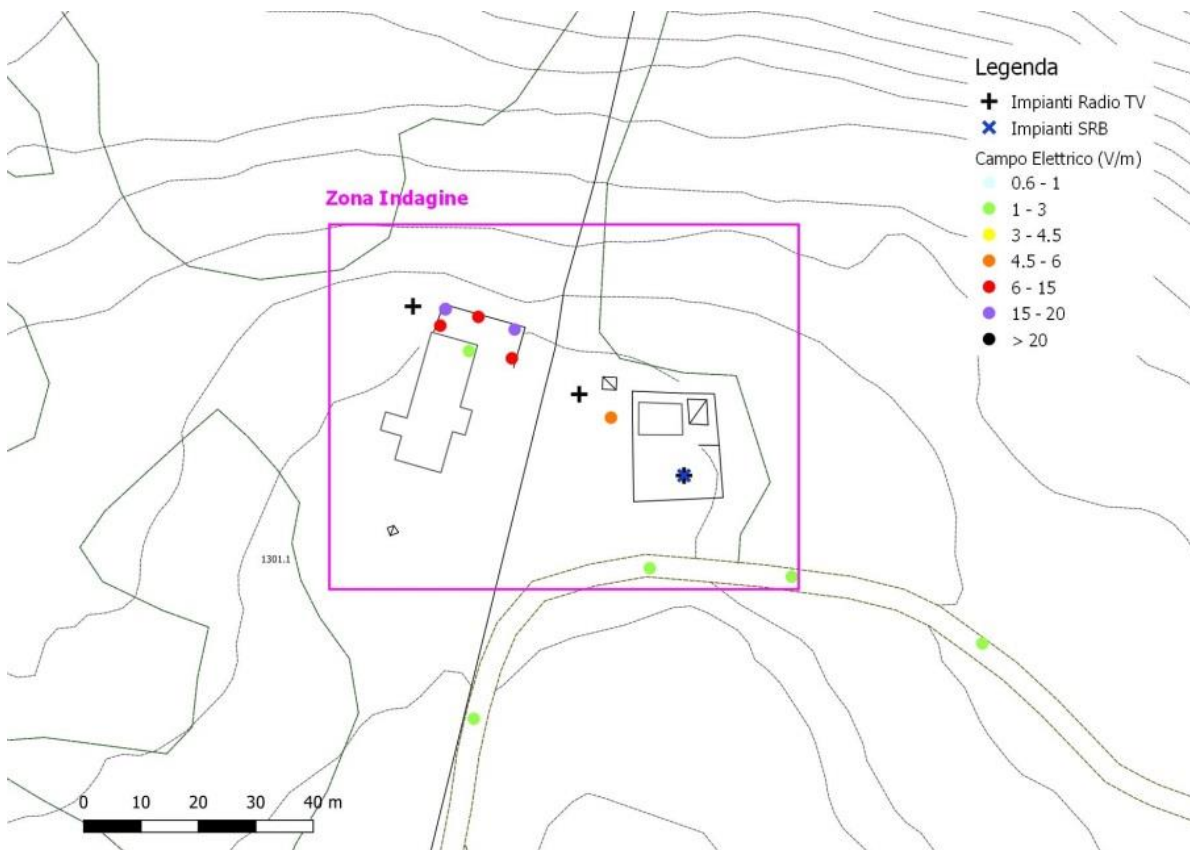 Legenda
Impianti Radio TV
Impianti SRB
Campo Elettrico (V/m)
0.6 - 1
1 - 3
3 - 4.5
4.5 - 6
6 - 15
15 - 20
> 20
Zona Indagine
1301.1
0 10 20 30 40 m